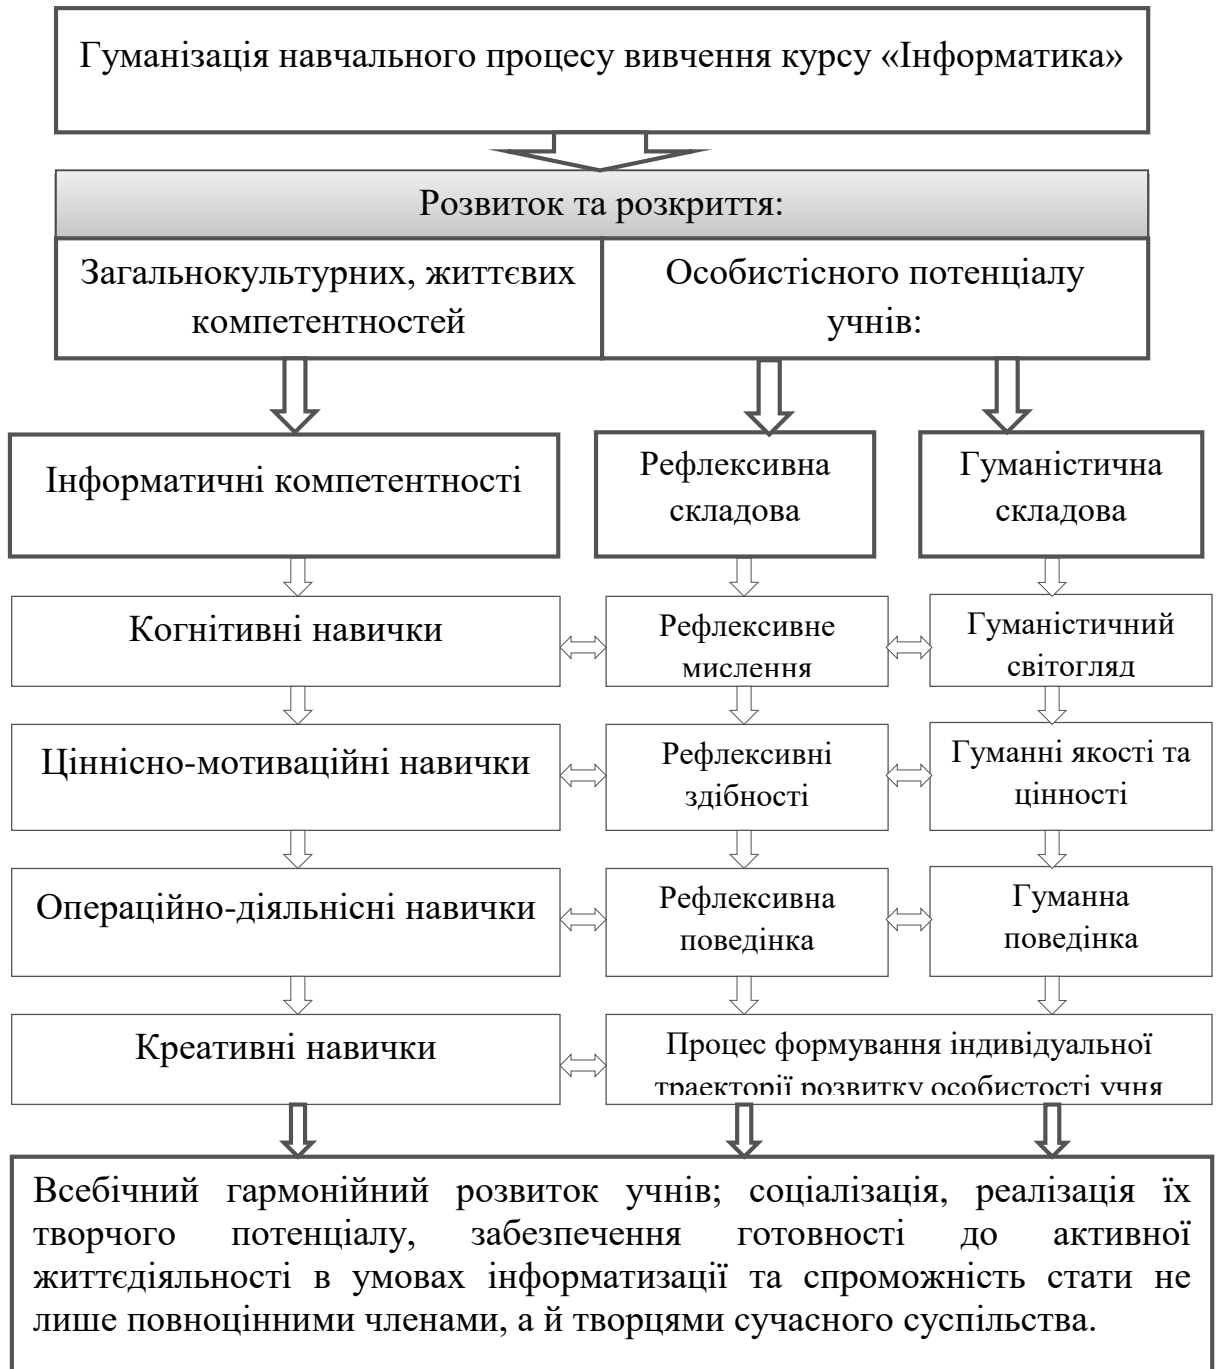 Гуманізація навчального процесу вивчення курсу «Інформатика»
Розвиток та розкриття:
Загальнокультурних, життєвих
компетентностей
Особистісного потенціалу
учнів:
Інформатичні компетентності
Рефлексивна
складова
Гуманістична
складова
Когнітивні навички
Рефлексивне
мислення
Гуманістичний
світогляд
Ціннісно-мотиваційні навички
Рефлексивні
здібності
Гуманні якості та
цінності
Операційно-діяльнісні навички
Рефлексивна
поведінка
Гуманна
поведінка
Креативні навички
Процес формування індивідуальної
траекторії розвитку особистості учня
Всебічний гармонійний розвиток учнів; соціалізація, реалізація їх
творчого потенціалу, забезпечення готовності до активної
життєдіяльності в умовах інформатизації та спроможність стати не
лише повноцінними членами, а й творцями сучасного суспільства.